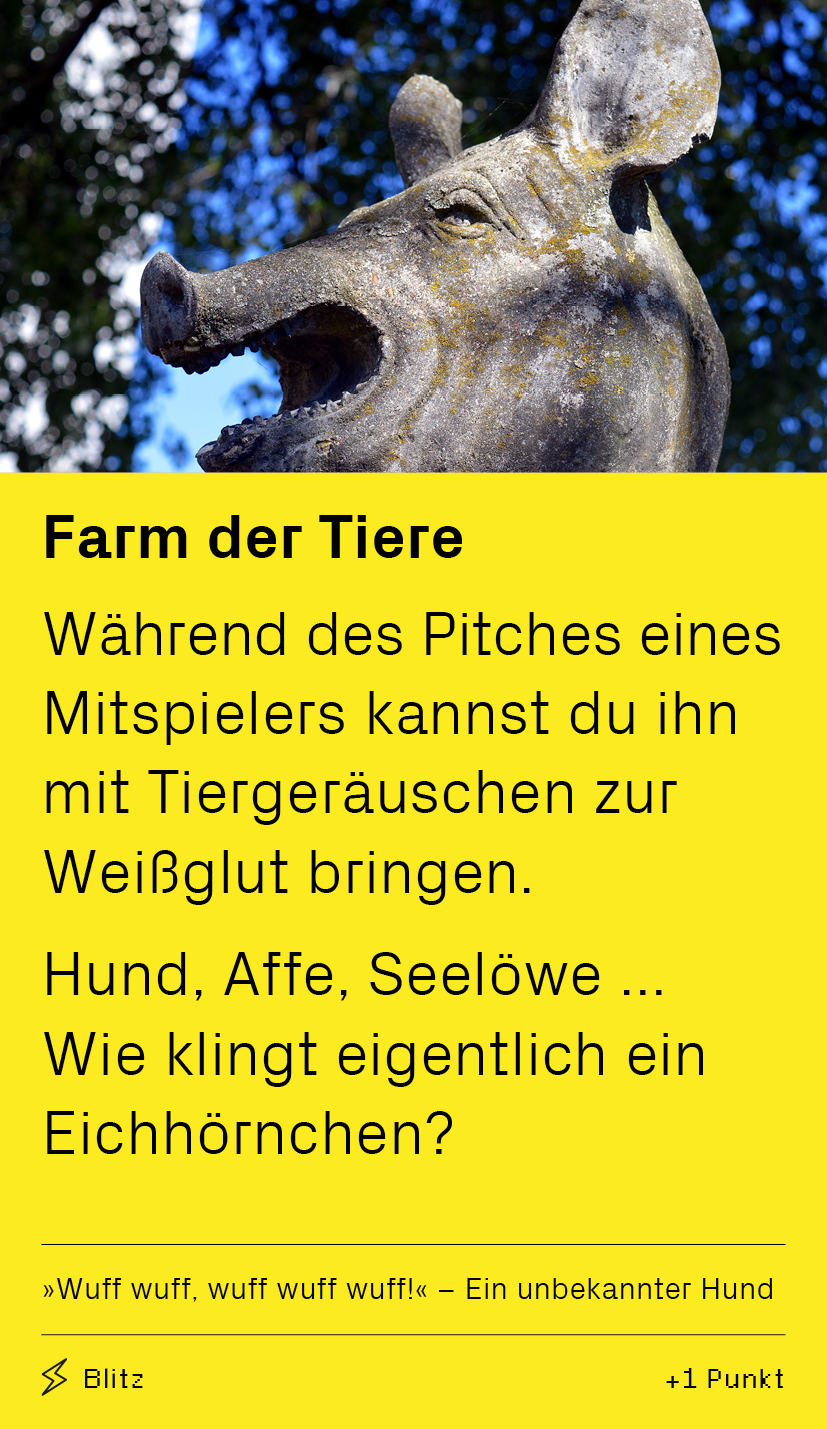 Farm der Tiere
Während des Pitches eines
Mitspielers kannst du ihn
mit Tiergeräuschen zur
Weißglut bringen.
Hund, Affe, Seelöwe ...
Wie klingt eigentlich ein
Eichhörnchen?
»Wuff wuff, wuff wuff wuff!« – Ein unbekannter Hund
Blitz
+1 Punkt